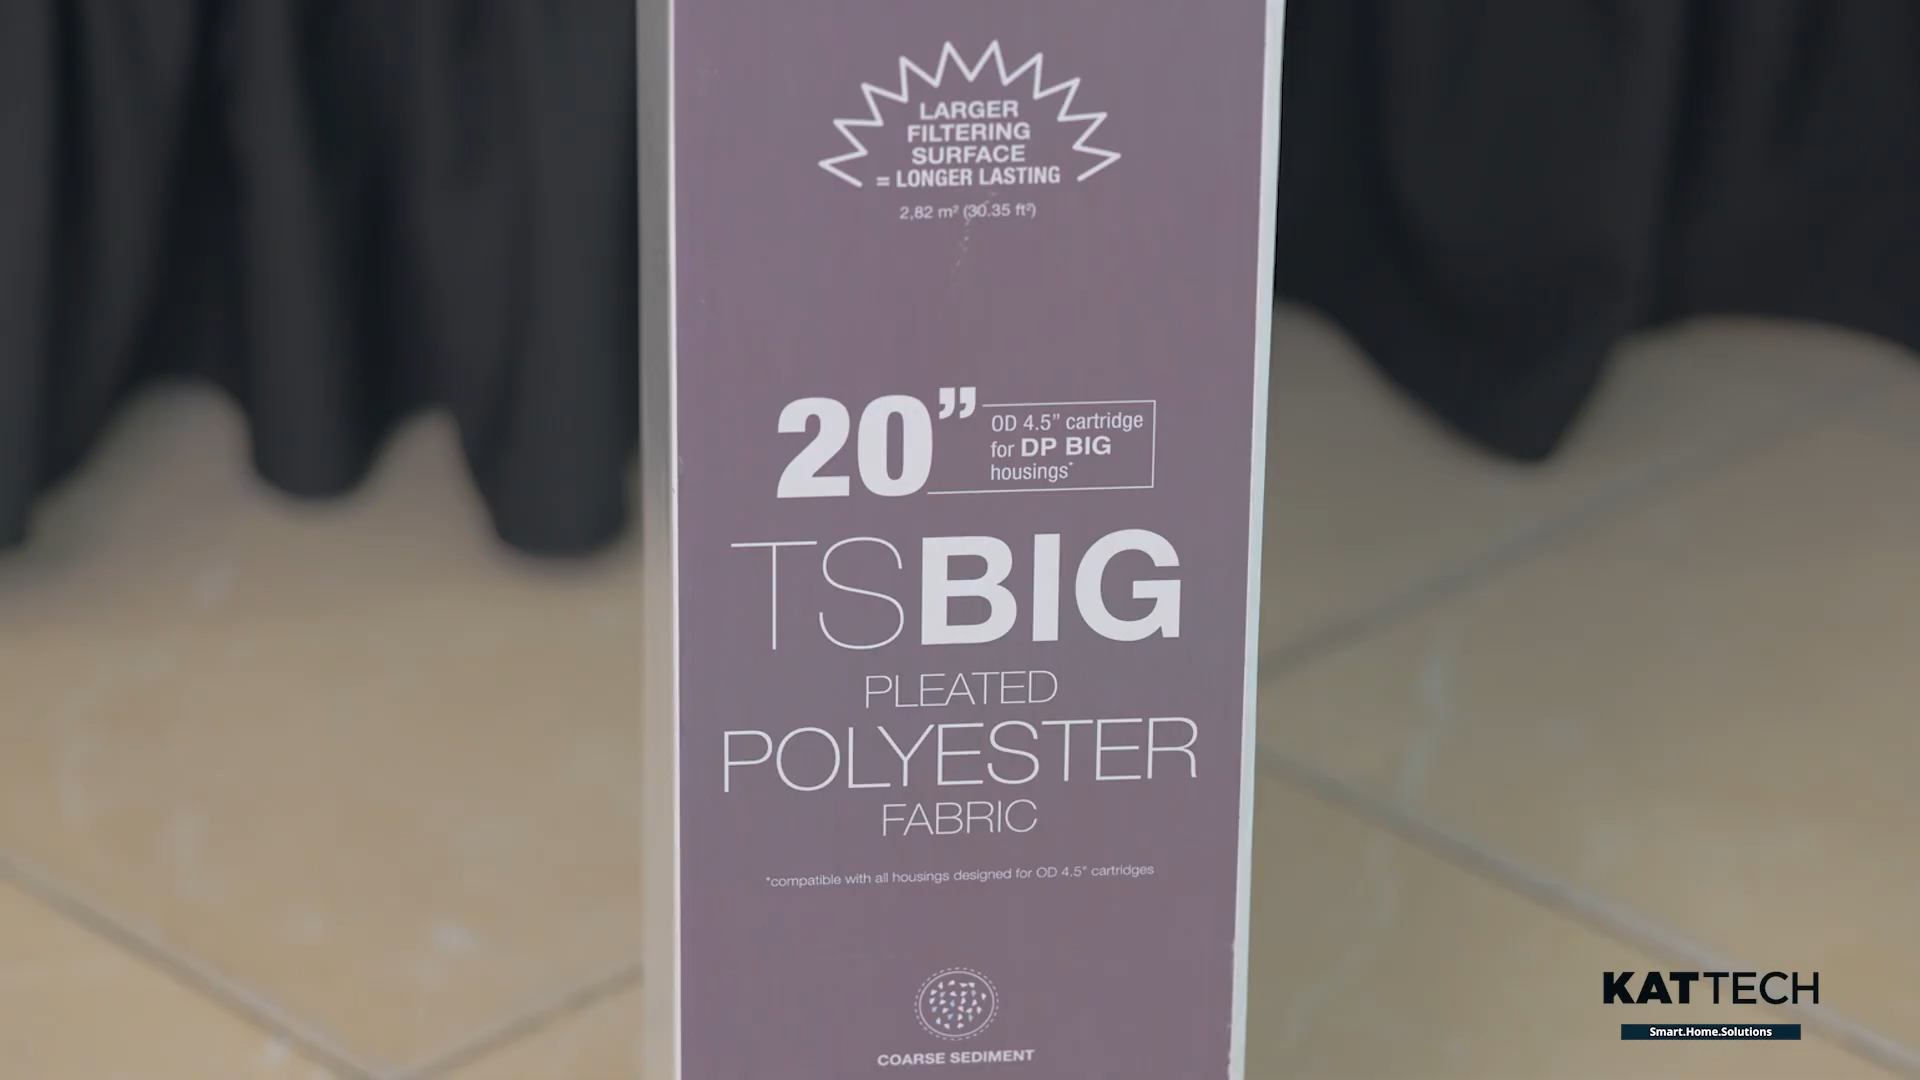 LARGER
FILTERING
SURFACE
= LONGER LASTING
2,82 m² (30.35 ft²)
20”
OD 4.5” cartridge
for DP BIG
housings*
TSBIG
PLEATED
POLYESTER
FABRIC
*compatible with all housings designed for OD 4.5" cartridges
COARSE SEDIMENT
KATTECH
Smart.Home.Solutions